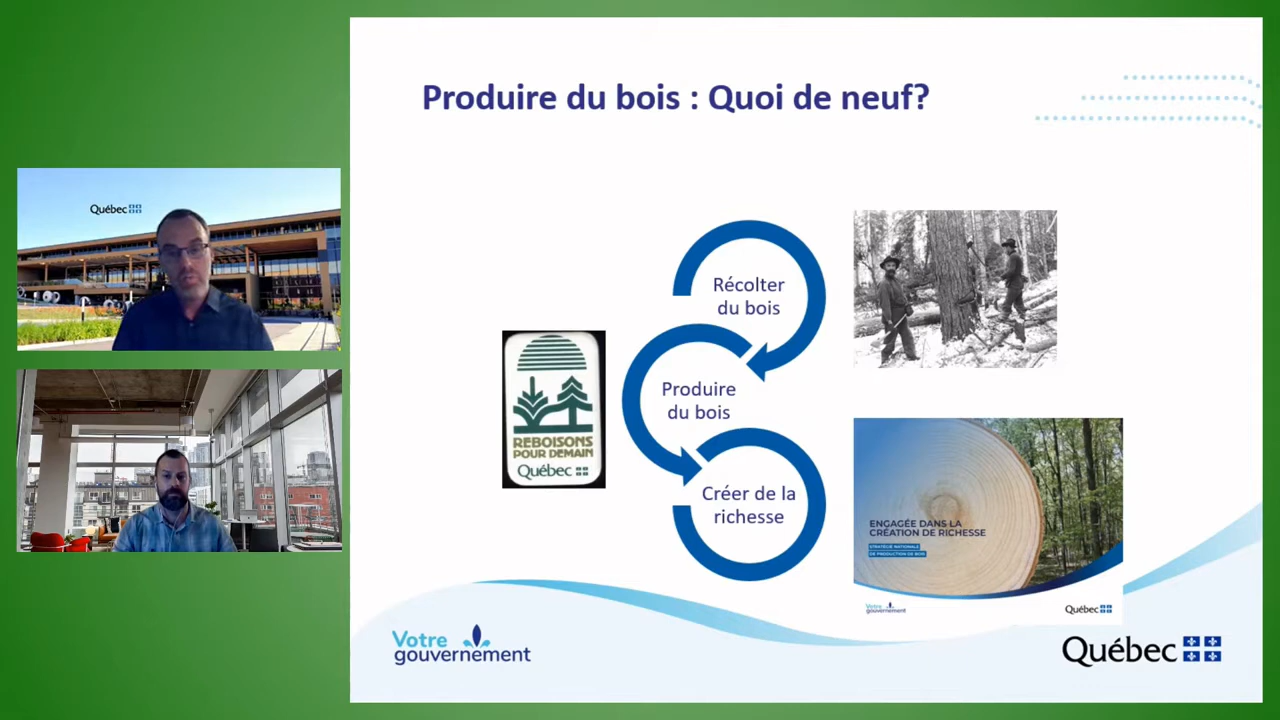 Produire du bois : Quoi de neuf?
Québec
Récolter
du bois
Produire
du bois
REBOISONS
POUR DEMAIN
Québec
Créer de la
richesse
ENGAGÉE DANS LA
CRÉATION DE RICHESSE
STRATÉGIE NATIONALE
DE PRODUCTION DE BOIS
Votre
gouvernement
Québec
Votre
gouvernement
Québec